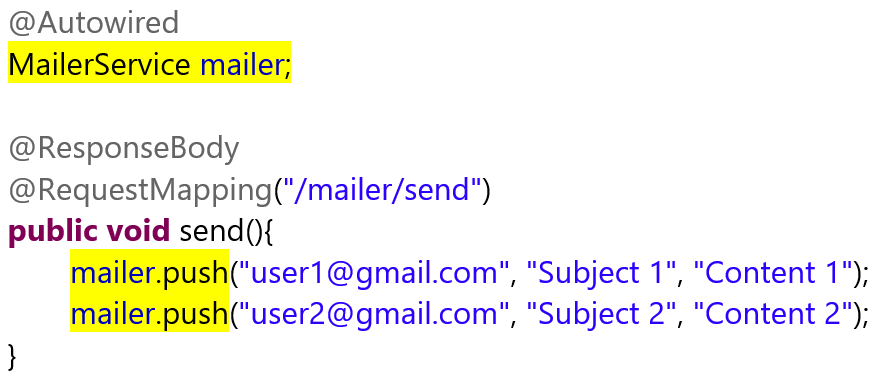 @Autowired
MailerService mailer;
@ResponseBody
@RequestMapping("/mailer/send")
public void send(){
mailer.push("user1@gmail.com", "Subject 1", "Content 1");
mailer.push("user2@gmail.com", "Subject 2", "Content 2");
}